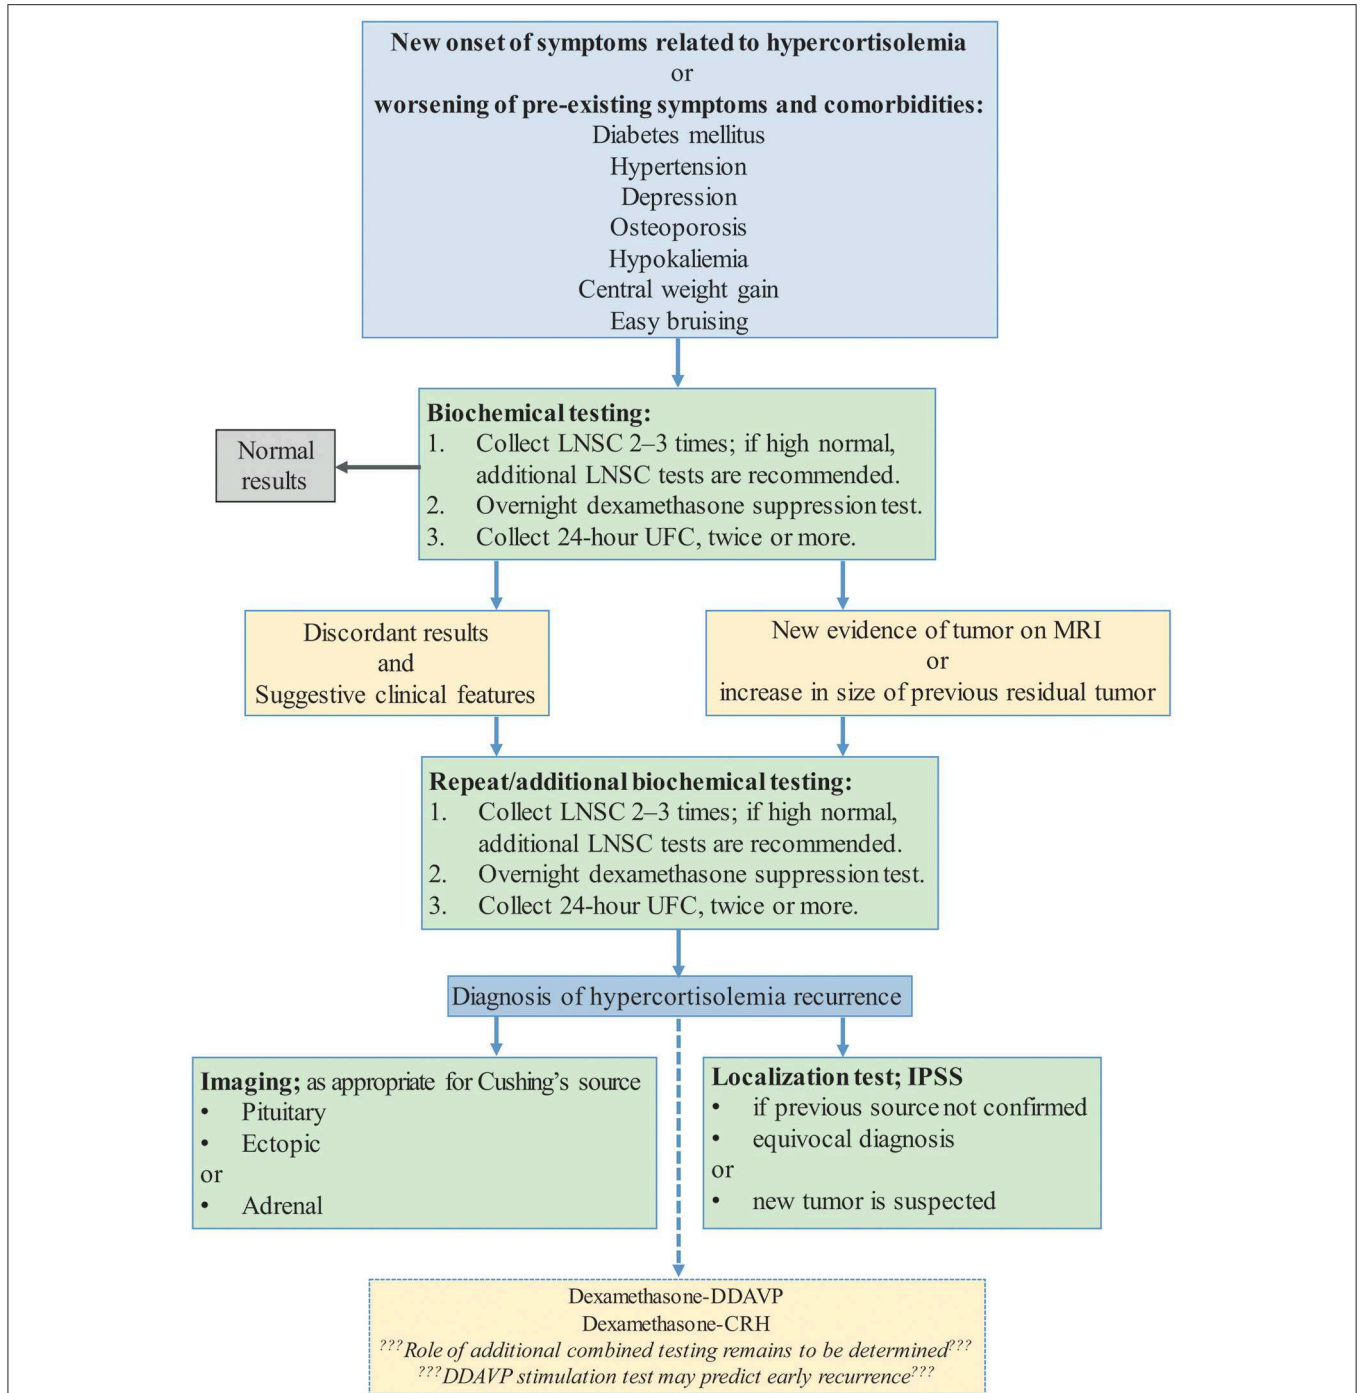 New onset of symptoms related to hypercortisolemia
or
worsening of pre-existing symptoms and comorbidities:
Diabetes mellitus
Hypertension
Depression
Osteoporosis
Hypokaliemia
Central weight gain
Easy bruising
Biochemical testing:
1. Collect LNSC 2–3 times; if high normal,
additional LNSC tests are recommended.
2. Overnight dexamethasone suppression test.
3. Collect 24-hour UFC, twice or more.
Normal
results
Discordant results
and
Suggestive clinical features
New evidence of tumor on MRI
or
increase in size of previous residual tumor
Repeat/additional biochemical testing:
1. Collect LNSC 2–3 times; if high normal,
additional LNSC tests are recommended.
2. Overnight dexamethasone suppression test.
3. Collect 24-hour UFC, twice or more.
Diagnosis of hypercortisolemia recurrence
Imaging; as appropriate for Cushing’s source
• Pituitary
• Ectopic
or
• Adrenal
Localization test; IPSS
• if previous source not confirmed
• equivocal diagnosis
or
• new tumor is suspected
Dexamethasone-DDAVP
Dexamethasone-CRH
???Role of additional combined testing remains to be determined???
???DDAVP stimulation test may predict early recurrence???